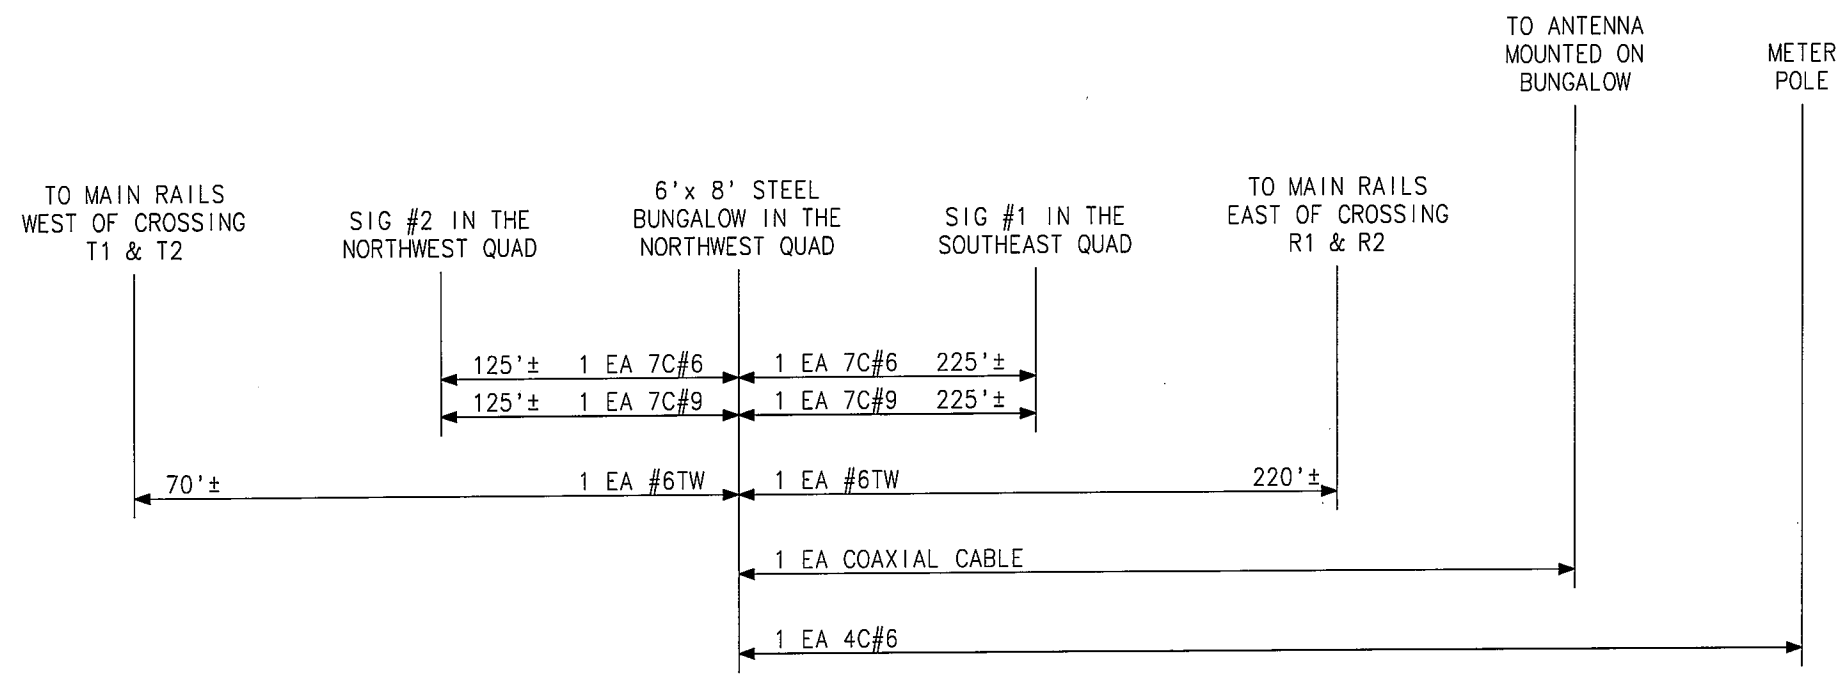 TO ANTENNA
MOUNTED ON
BUNGALOW
METER
POLE
TO MAIN RAILS
WEST OF CROSSING
T1 & T2
SIG #2 IN THE
NORTHWEST QUAD
6'x 8' STEEL
BUNGALOW IN THE
NORTHWEST QUAD
SIG #1 IN THE
SOUTHEAST QUAD
TO MAIN RAILS
EAST OF CROSSING
R1 & R2
125'± 1 EA 7C#6
1 EA 7C#6 225'±
125'± 1 EA 7C#9
1 EA 7C#9 225'±
70'± 1 EA #6TW
1 EA #6TW 220'±
1 EA COAXIAL CABLE
1 EA 4C#6